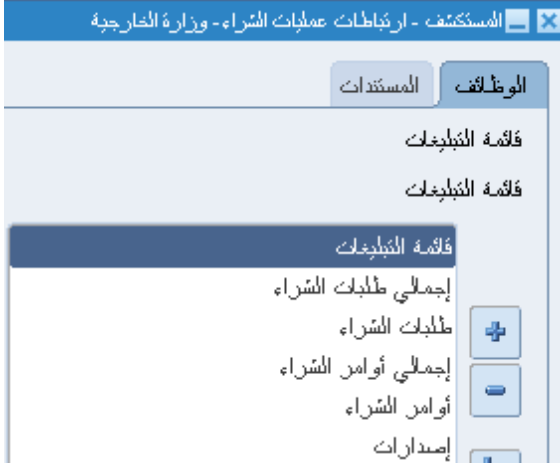 المستكشف - ارتباطات عمليات الشراء - وزارة الخارجية
الوظائف
المستندات
قائمة التبليغات
قائمة التبليغات
قائمة التبليغات
إجمالي طلبات الشراء
طلبات الشراء
إجمالي أوامر الشراء
أوامر الشراء
إصدارات